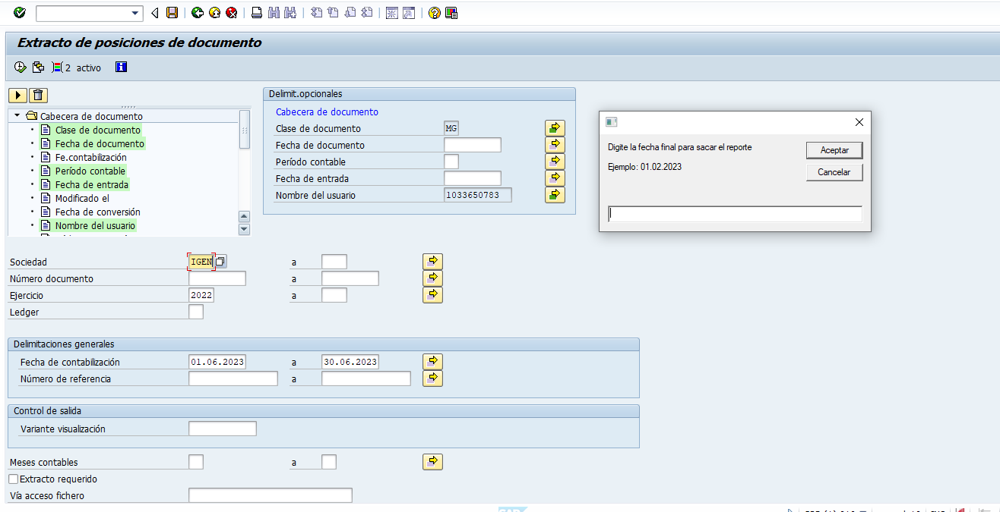 Extracto de posiciones de documento
2 activo
Cabecera de documento
Clase de documento
Fecha de documento
Fe.contabilización
Período contable
Fecha de entrada
Modificado el
Fecha de conversión
Nombre del usuario
Delimit.opcionales
Cabecera de documento
Clase de documento MG
Fecha de documento
Período contable
Fecha de entrada
Nombre del usuario 1033650783
Digite la fecha final para sacar el reporte
Ejemplo: 01.02.2023
Aceptar
Cancelar
Sociedad IGEN a
Número documento a
Ejercicio 2022 a
Ledger
Delimitaciones generales
Fecha de contabilización 01.06.2023 a 30.06.2023
Número de referencia a
Control de salida
Variante visualización
Meses contables a
Extracto requerido
Vía acceso fichero